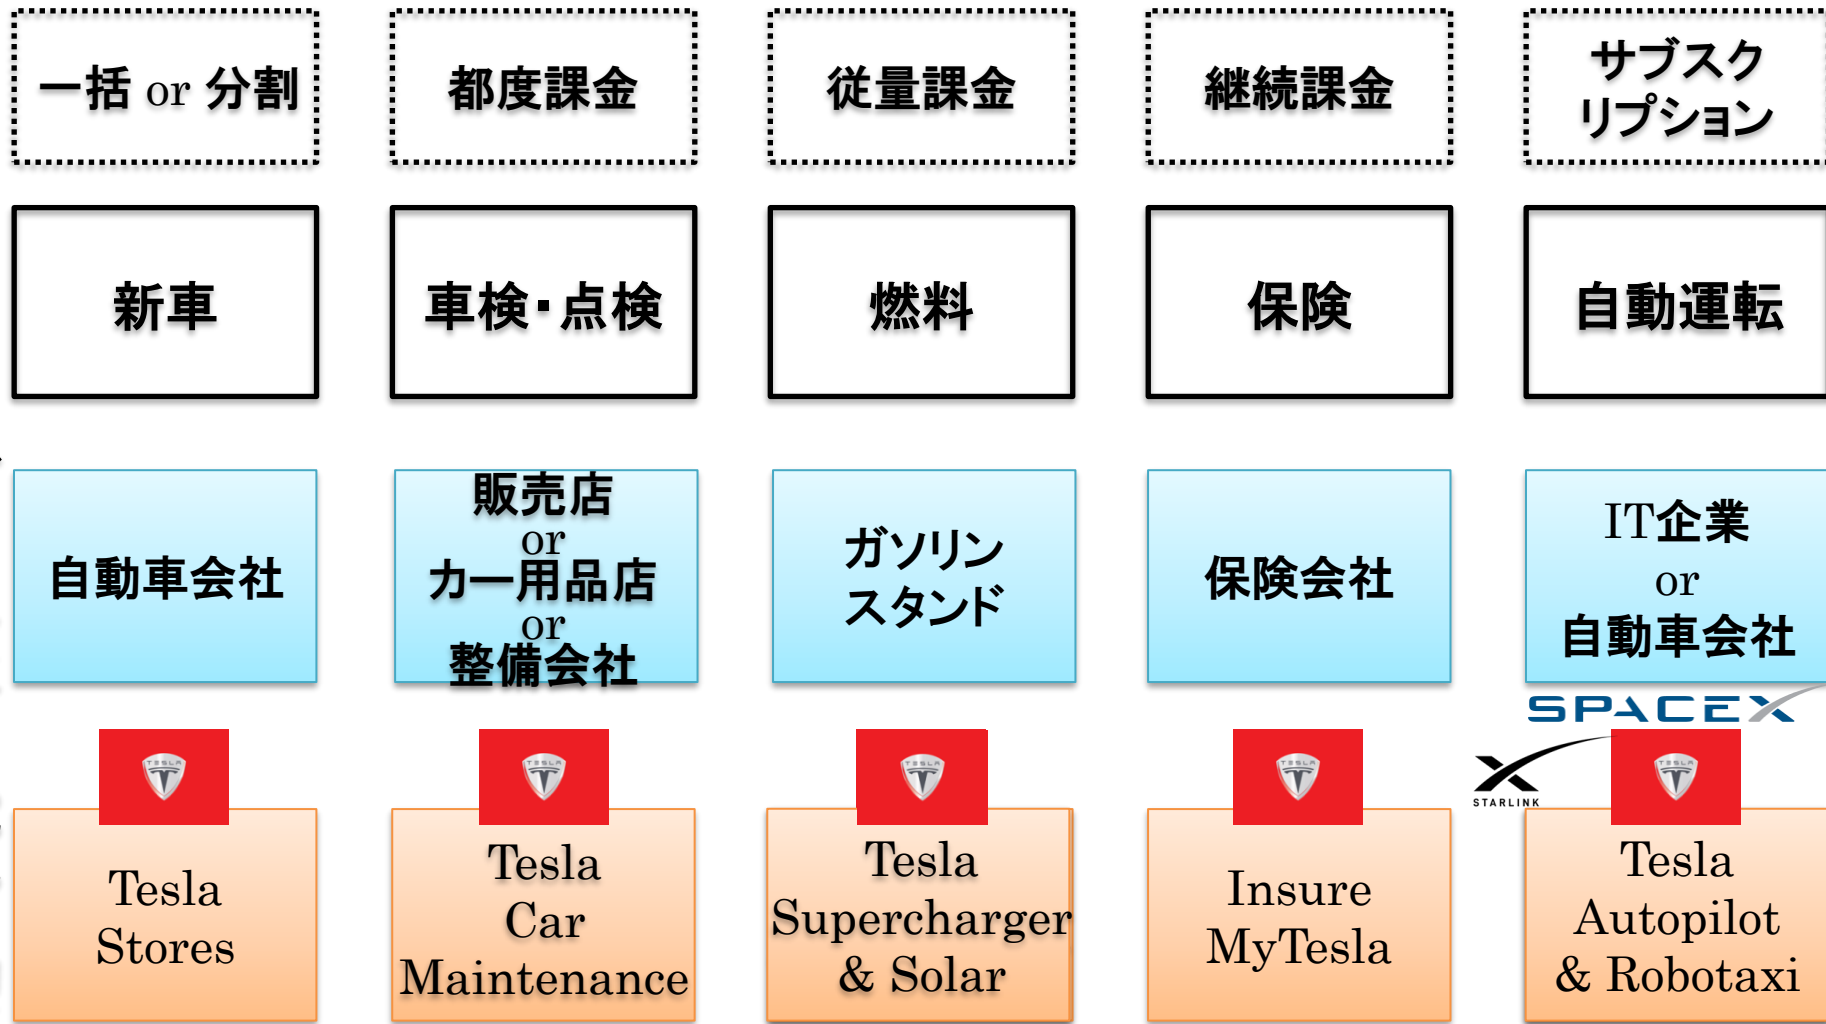 一括 or 分割
都度課金
従量課金
継続課金
サブスク
リプション
新車
車検・点検
燃料
保険
自動運転
自動車会社
販売店
or
カー用品店
or
整備会社
ガソリン
スタンド
保険会社
IT企業
or
自動車会社
SPACEX
STARLINK
TESLA
TESLA
TESLA
TESLA
TESLA
Tesla
Stores
Tesla
Car
Maintenance
Tesla
Supercharger
& Solar
Insure
MyTesla
Tesla
Autopilot
& Robotaxi